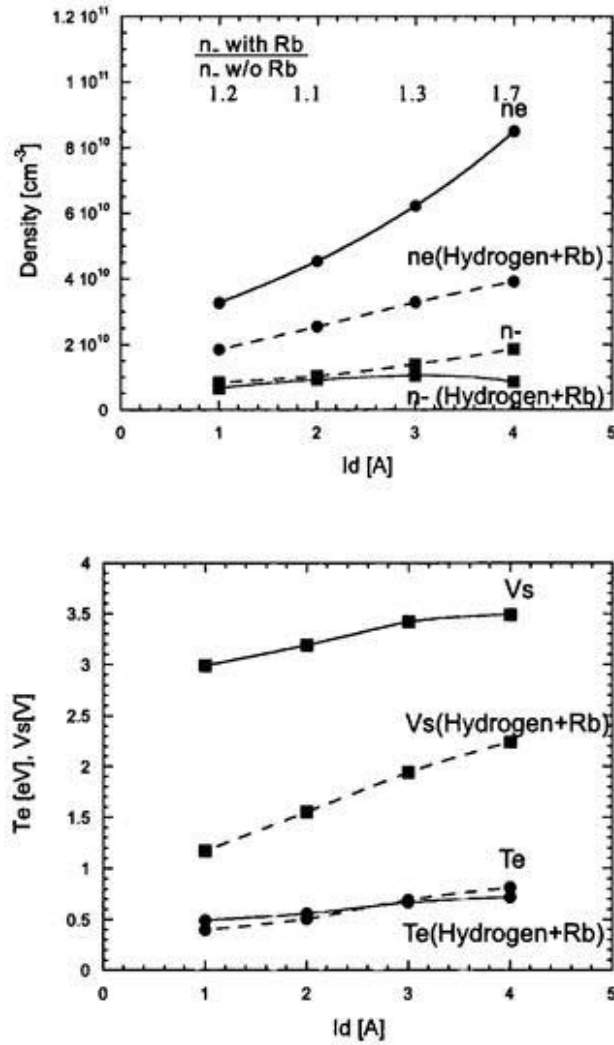 1.2 10¹¹
n- with Rb
n- w/o Rb
1 10¹¹
1.2 1.1 1.3 1.7
ne
8 10¹⁰
Density [cm⁻³]
6 10¹⁰
ne(Hydrogen+Rb)
4 10¹⁰
n-
2 10¹⁰
n- (Hydrogen+Rb)
0
0 1 2 3 4 5
Id [A]
4
Vs
3.5
3
2.5
Vs(Hydrogen+Rb)
Te [eV], Vs[V]
2
1.5
1
Te
0.5
Te(Hydrogen+Rb)
0
0 1 2 3 4 5
Id [A]